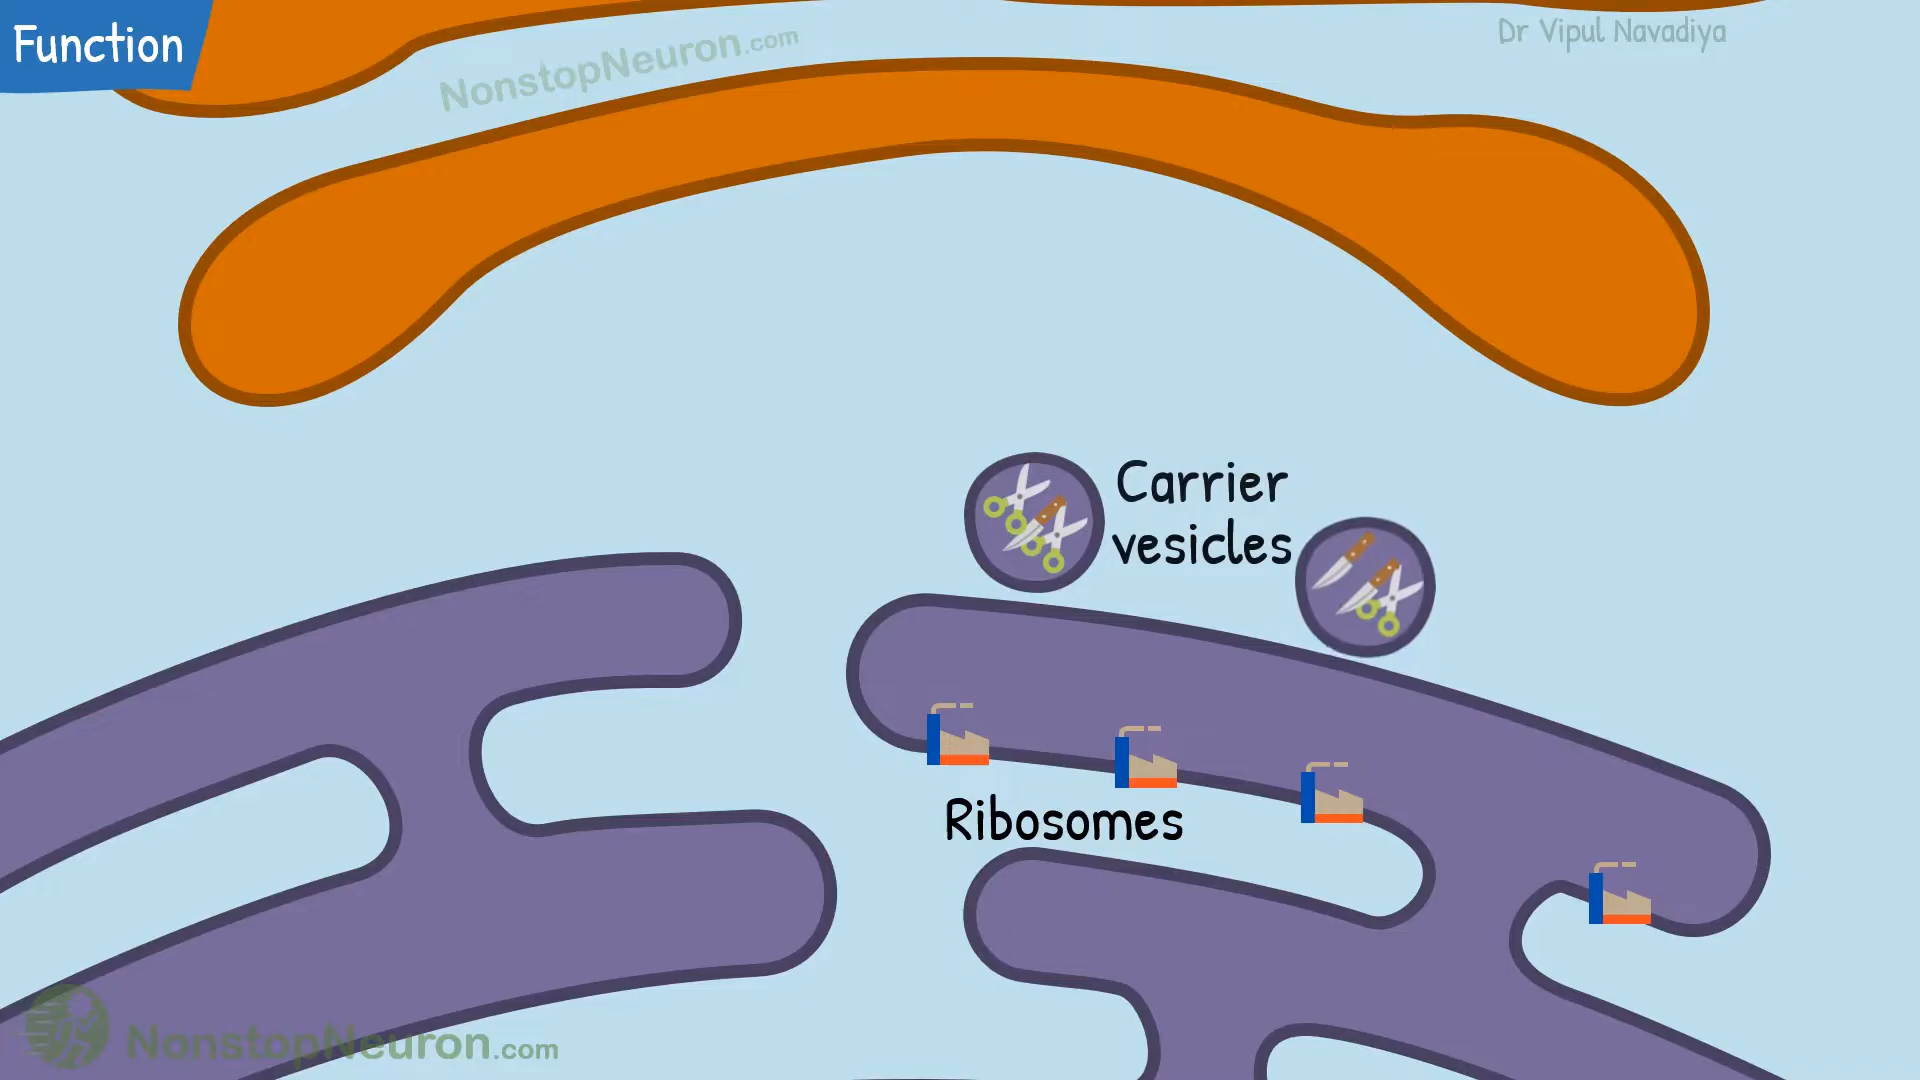 Function
NonstopNeuron.com
Dr Vipul Navadiya
Carrier
vesicles
Ribosomes
NonstopNeuron.com